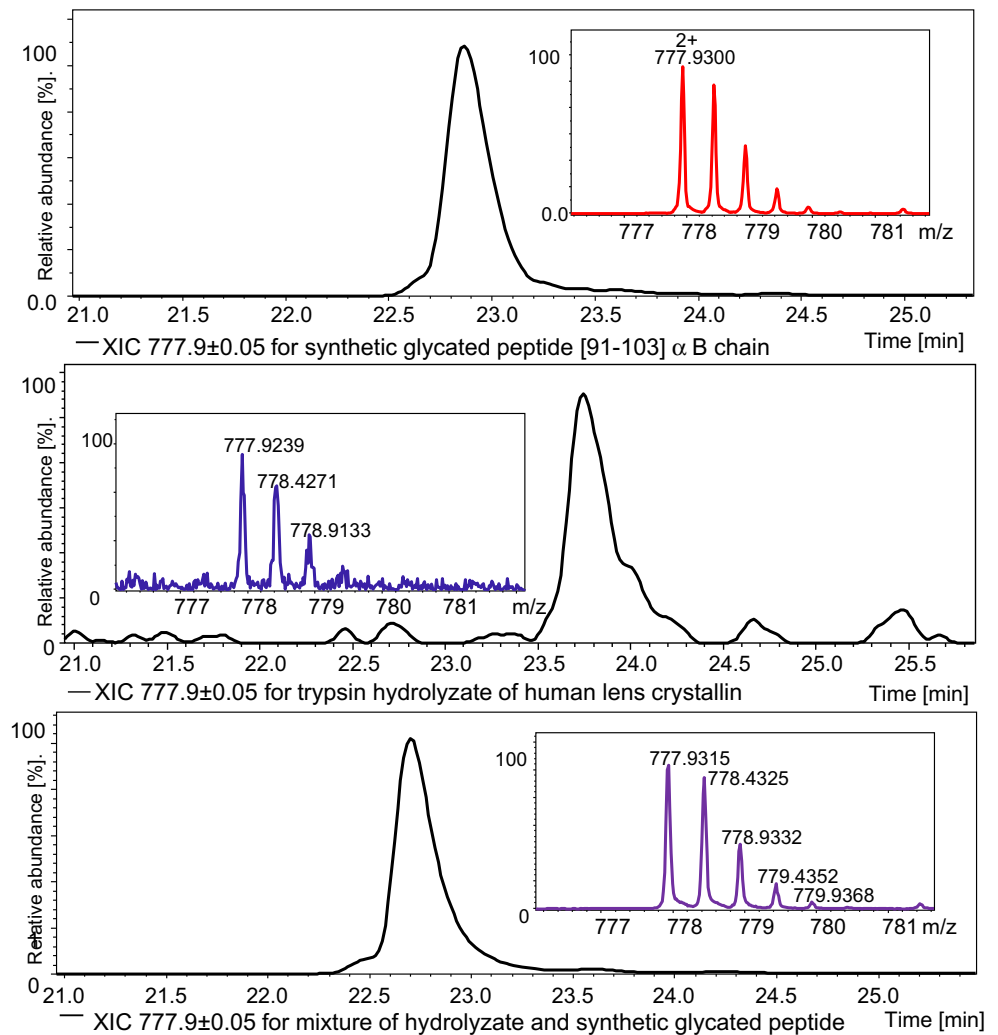 Relative abundance [%].
100
0.0
100
0.0
2+
777.9300
777 778 779 780 781 m/z
21.0 21.5 22.0 22.5 23.0 23.5 24.0 24.5 25.0
— XIC 777.9±0.05 for synthetic glycated peptide [91-103] α B chain
Time [min]
Relative abundance [%].
100
0
100
0
777.9239
778.4271
778.9133
777 778 779 780 781 m/z
21.0 21.5 22.0 22.5 23.0 23.5 24.0 24.5 25.0 25.5
— XIC 777.9±0.05 for trypsin hydrolyzate of human lens crystallin
Time [min]
Relative abundance [%].
100
0
100
0
777.9315
778.4325
778.9332
779.4352
779.9368
777 778 779 780 781 m/z
21.0 21.5 22.0 22.5 23.0 23.5 24.0 24.5 25.0
— XIC 777.9±0.05 for mixture of hydrolyzate and synthetic glycated peptide
Time [min]